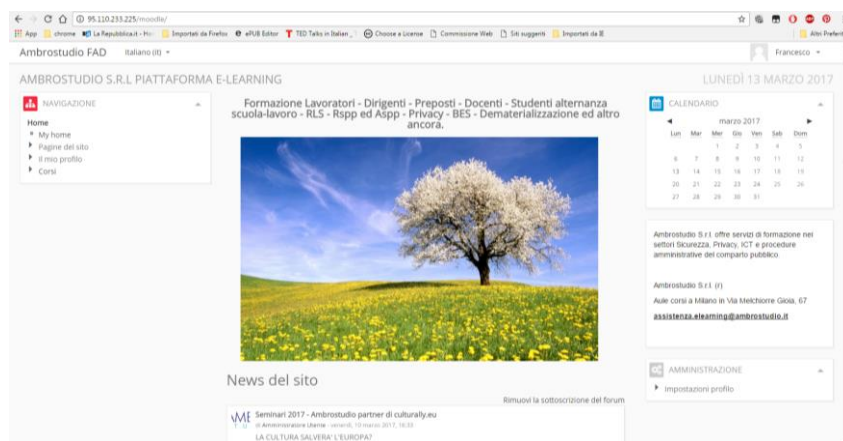 95.110.233.225/moodle/
App chrome La Repubblica.it - Ho Importati da Firefox ePUB Editor TED Talks in Italian Choose a License Commissione Web Siti suggeriti Importati da IE Altri Preferiti
Ambrostudio FAD Italiano (it) Francesco
AMBROSTUDIO S.R.L PIATTAFORMA E-LEARNING LUNEDÌ 13 MARZO 2017
NAVIGAZIONE
Home
My home
Pagine del sito
Il mio profilo
Corsi
Formazione Lavoratori - Dirigenti - Preposti - Docenti - Studenti alternanza
scuola-lavoro - RLS - Rspp ed Aspp - Privacy - BES - Dematerializzazione ed altro
ancora.
News del sito
Rimuovi la sottoscrizione del forum
Seminari 2017 - Ambrostudio partner di culturally.eu
di Amministratore Utente - venerdì, 10 marzo 2017,
LA CULTURA SALVERA' L'EUROPA?
CALENDARIO
marzo 2017
Lun Mar Mer Gio Ven Sab Dom
1 2 3 4 5
6 7 8 9 10 11 12
13 14 15 16 17 18 19
20 21 22 23 24 25 26
27 28 29 30 31
Ambrostudio S.r.l. offre servizi di formazione nei
settori Sicurezza, Privacy, ICT e procedure
amministrative del comparto pubblico
Ambrostudio S.r.l. (r)
Aule corsi a Milano in Via Melchiorre Gioia, 67
assistenza.elearning@ambrostudio.it
AMMINISTRAZIONE
Impostazioni profilo